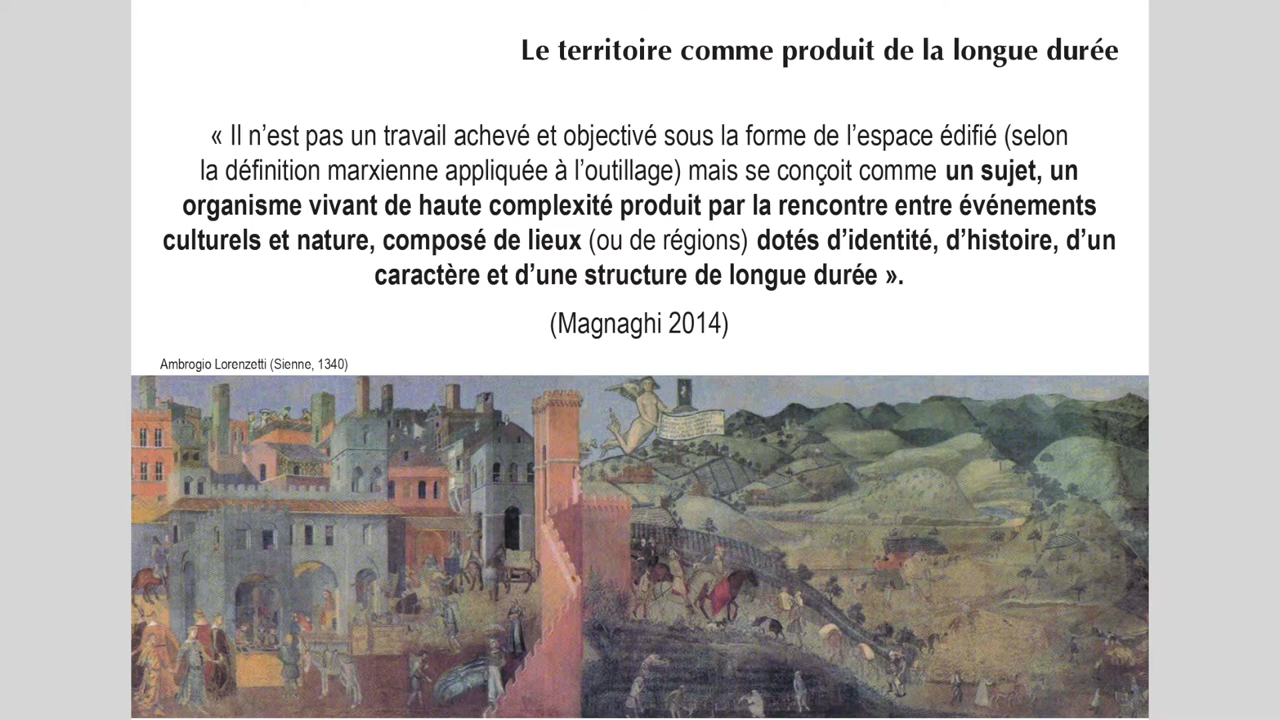 Le territoire comme produit de la longue durée
« Il n’est pas un travail achevé et objectivé sous la forme de l’espace édifié (selon
la définition marxienne appliquée à l’outillage) mais se conçoit comme un sujet, un
organisme vivant de haute complexité produit par la rencontre entre événements
culturels et nature, composé de lieux (ou de régions) dotés d’identité, d’histoire, d’un
caractère et d’une structure de longue durée ».
(Magnaghi 2014)
Ambrogio Lorenzetti (Sienne, 1340)